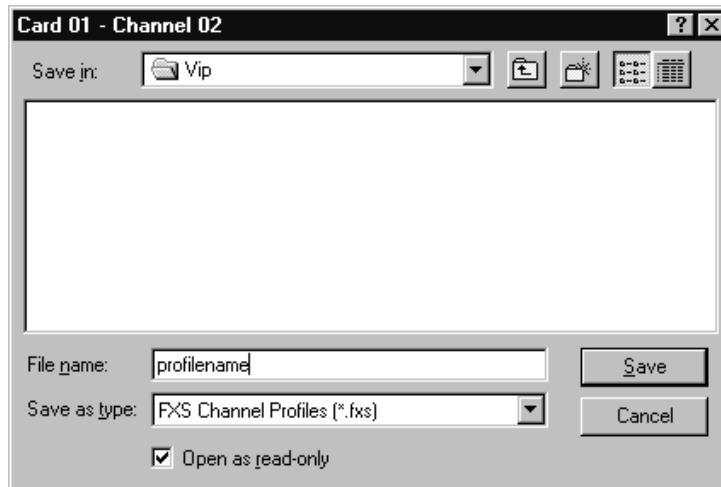 Card 01 - Channel 02
Save in: Vip
File name: profilename
Save
Save as type: FXS Channel Profiles (*.fxs)
Cancel
Open as read-only